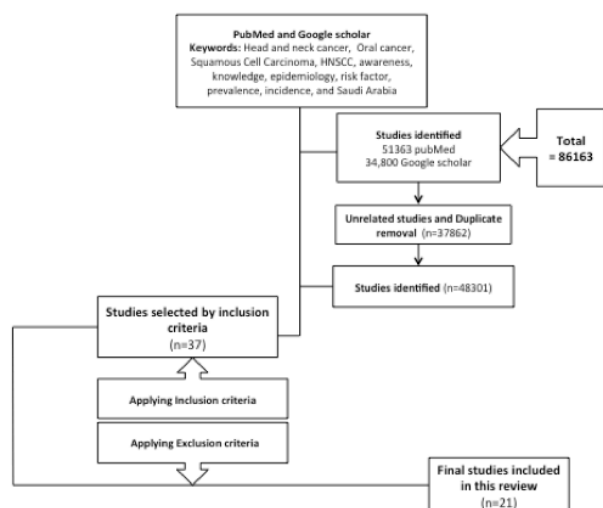 PubMed and Google scholar
Keywords: Head and neck cancer, Oral cancer,
Squamous Cell Carcinoma, HNSCC, awareness,
knowledge, epidemiology, risk factor,
prevalence, incidence, and Saudi Arabia
Studies identified
51363 pubMed
34,800 Google scholar
Total
= 86163
Unrelated studies and Duplicate
removal (n=37862)
Studies identified (n=48301)
Studies selected by inclusion
criteria
(n=37)
Applying Inclusion criteria
Applying Exclusion criteria
Final studies included
in this review
(n=21)